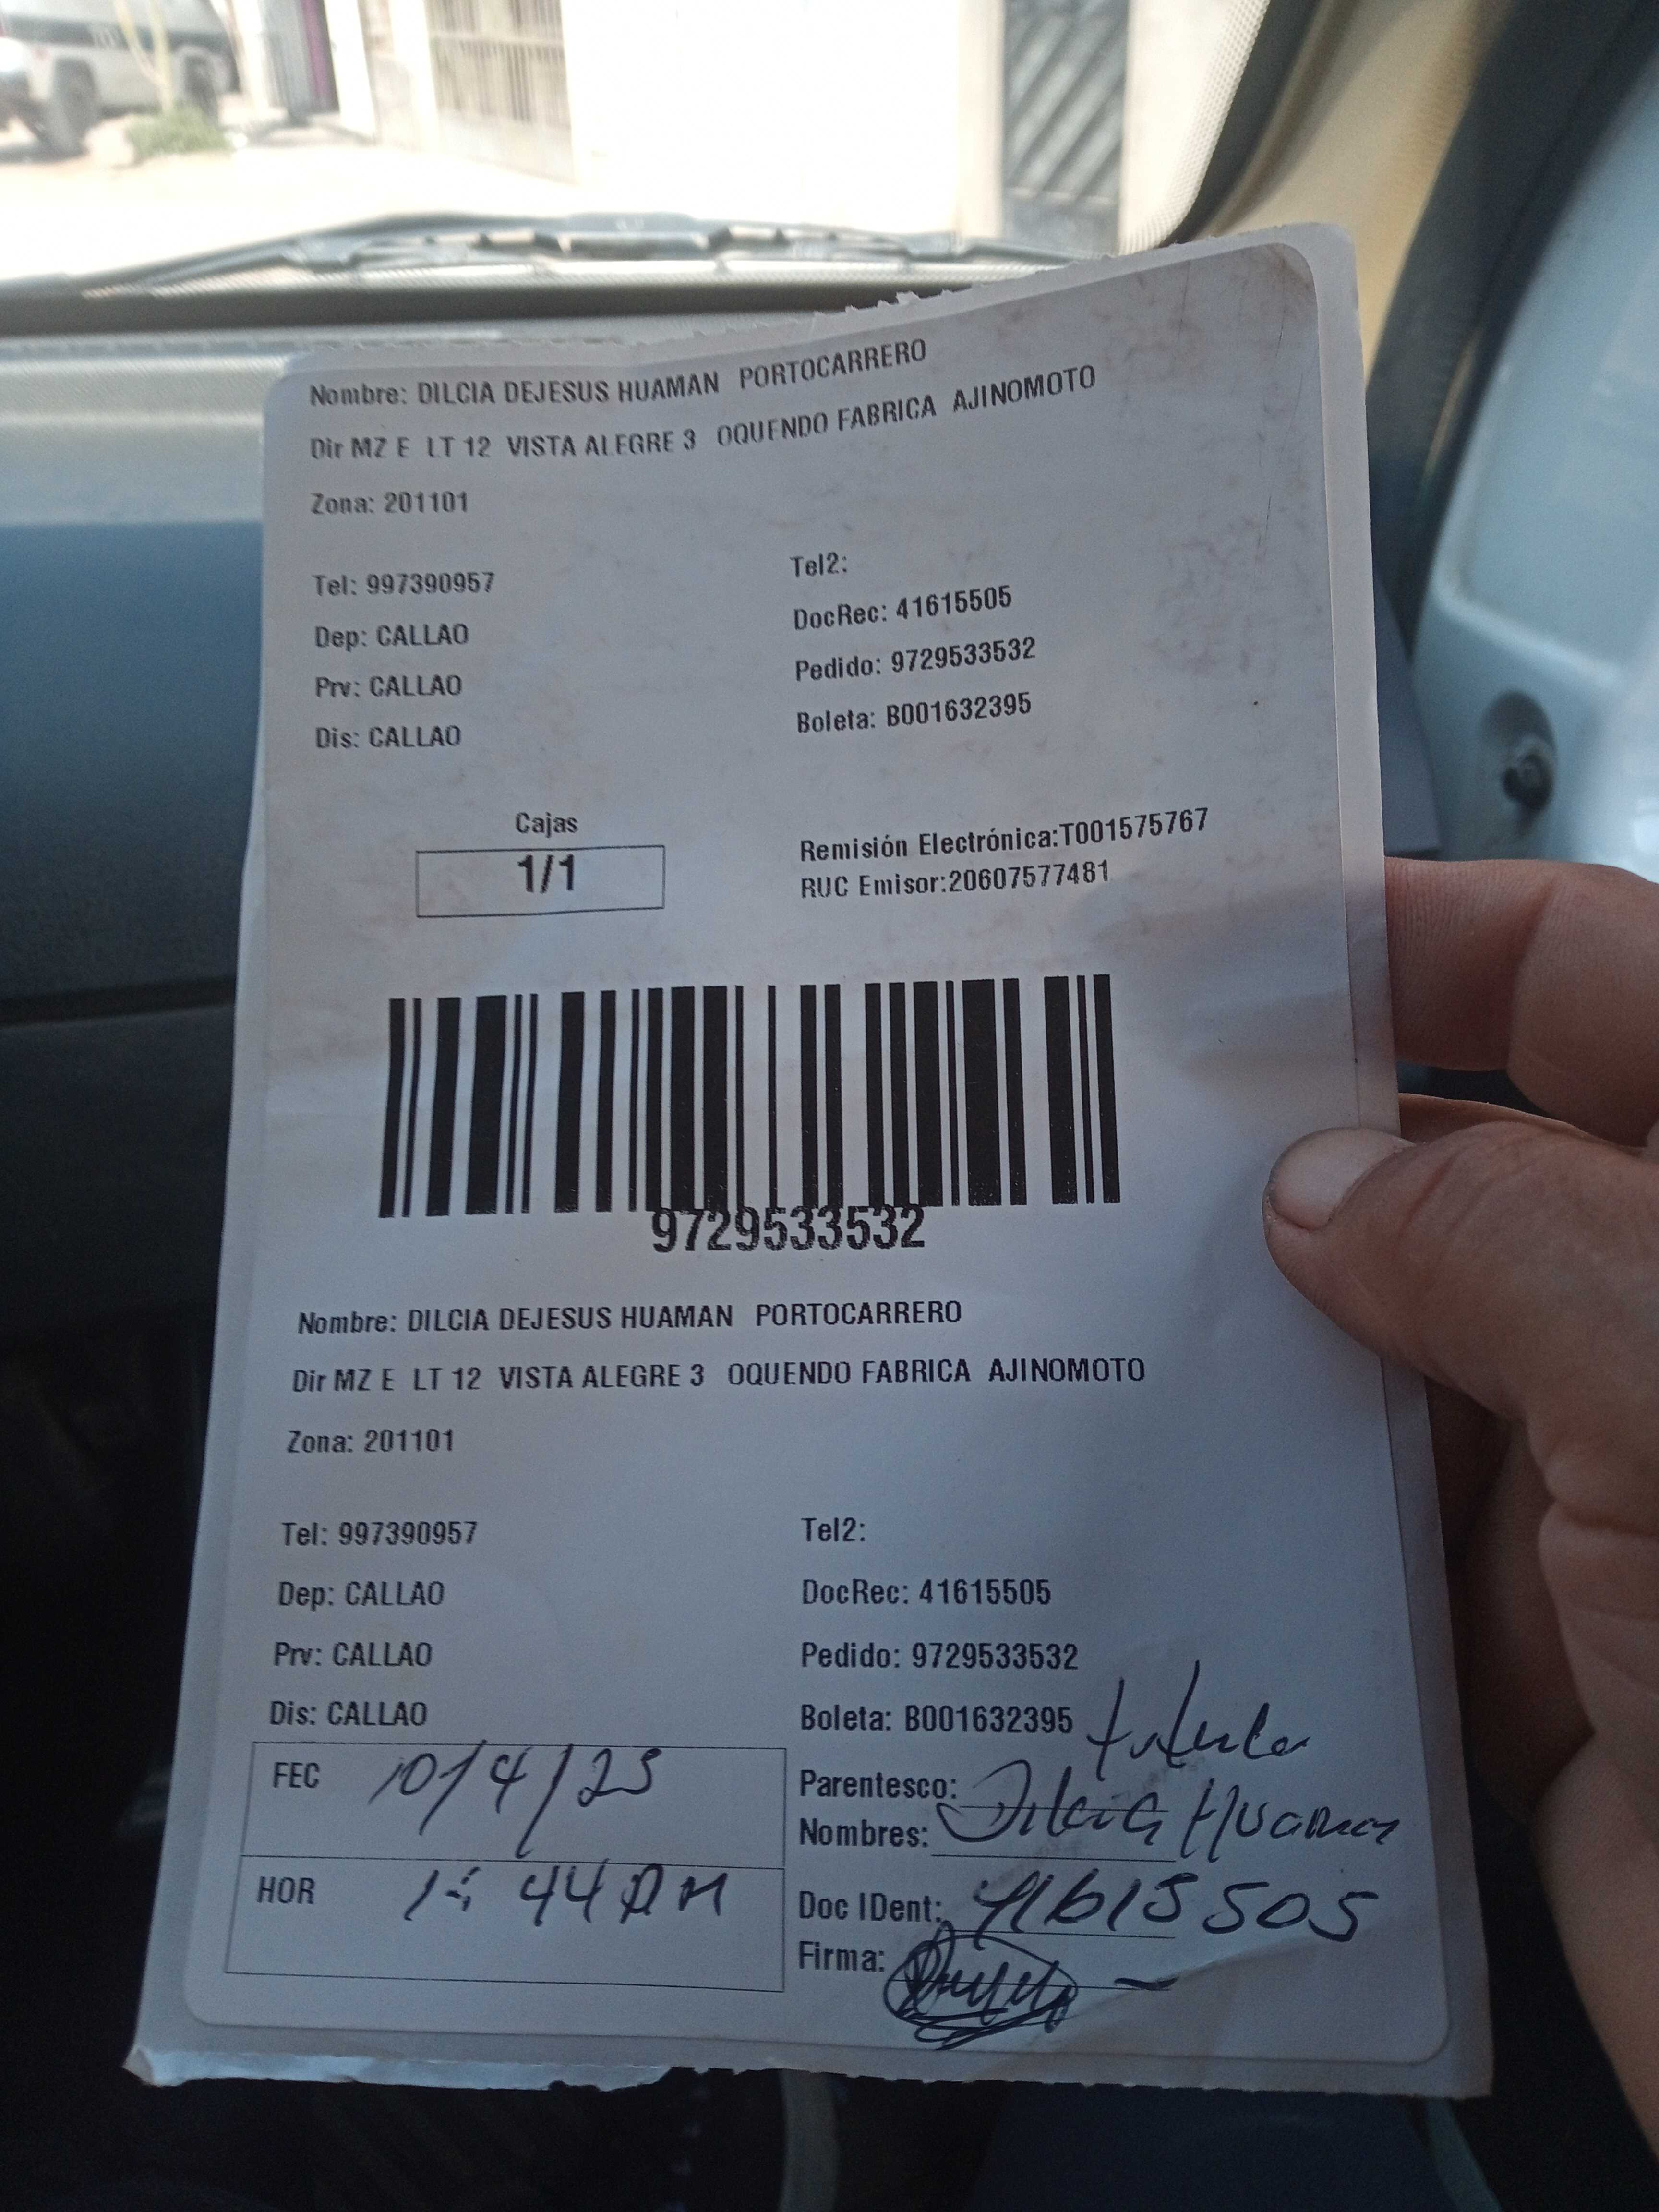 Nombre: DILCIA DEJESUS HUAMAN PORTOCARRERO
Dir MZ E LT 12 VISTA ALEGRE 3 OQUENDO FABRICA AJINOMOTO
Zona: 201101
Tel: 997390957 Tel2:
Dep: CALLAO DocRec: 41615505
Prv: CALLAO Pedido: 9729533532
Dis: CALLAO Boleta: B001632395
Cajas
1/1
Remisión Electrónica:T001575767
RUC Emisor:20607577481
9729533532
Nombre: DILCIA DEJESUS HUAMAN PORTOCARRERO
Dir MZ E LT 12 VISTA ALEGRE 3 OQUENDO FABRICA AJINOMOTO
Zona: 201101
Tel: 997390957 Tel2:
Dep: CALLAO DocRec: 41615505
Prv: CALLAO Pedido: 9729533532
Dis: CALLAO Boleta: B001632395
FEC 10/4/23
Parentesco:
Nombres: Dilcia Huaman
HOR
Doc IDent: 41615505
Firma: